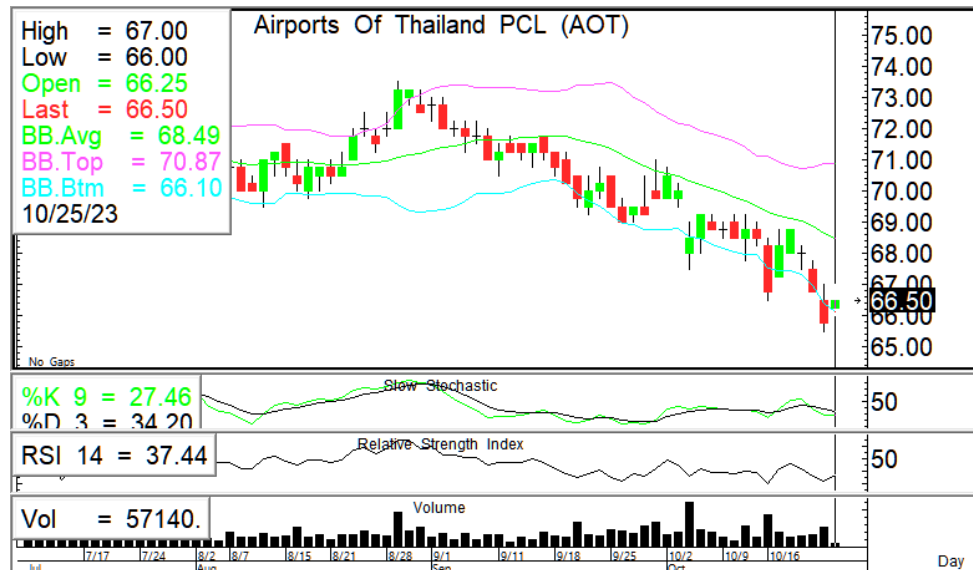 Airports Of Thailand PCL (AOT)
High = 67.00
Low = 66.00
Open = 66.25
Last = 66.50
BB.Avg = 68.49
BB.Top = 70.87
BB.Btm = 66.10
10/25/23
75.00
74.00
73.00
72.00
71.00
70.00
69.00
68.00
67.00
66.50
66.00
65.00
No Gaps
Slow Stochastic
%K 9 = 27.46
%D 3 = 34.20
50
Relative Strength Index
RSI 14 = 37.44
50
Volume
Vol = 57140.
7/17 7/24 8/2 8/7 8/15 8/21 8/28 9/1 9/11 9/18 9/25 10/2 10/9 10/16
Jul Aug Sep Oct Day